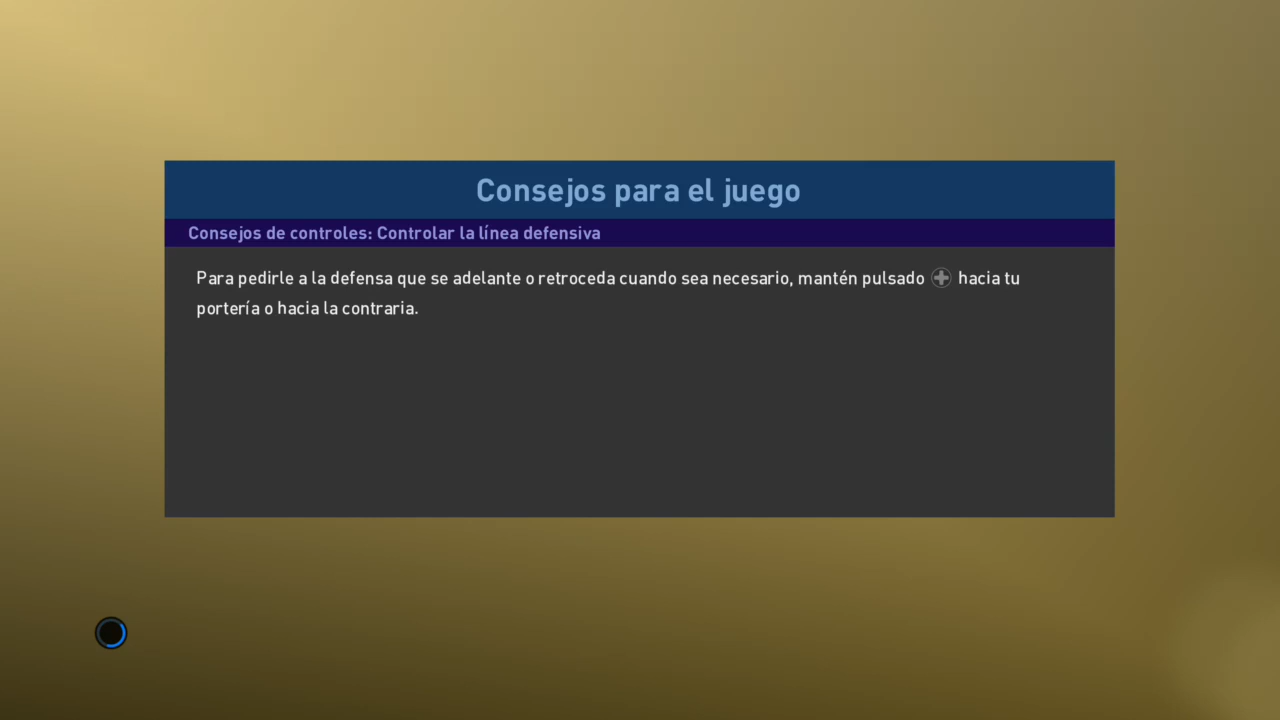 Consejos para el juego
Consejos de controles: Controlar la línea defensiva
Para pedirle a la defensa que se adelante o retroceda cuando sea necesario, mantén pulsado hacia tu
portería o hacia la contraria.